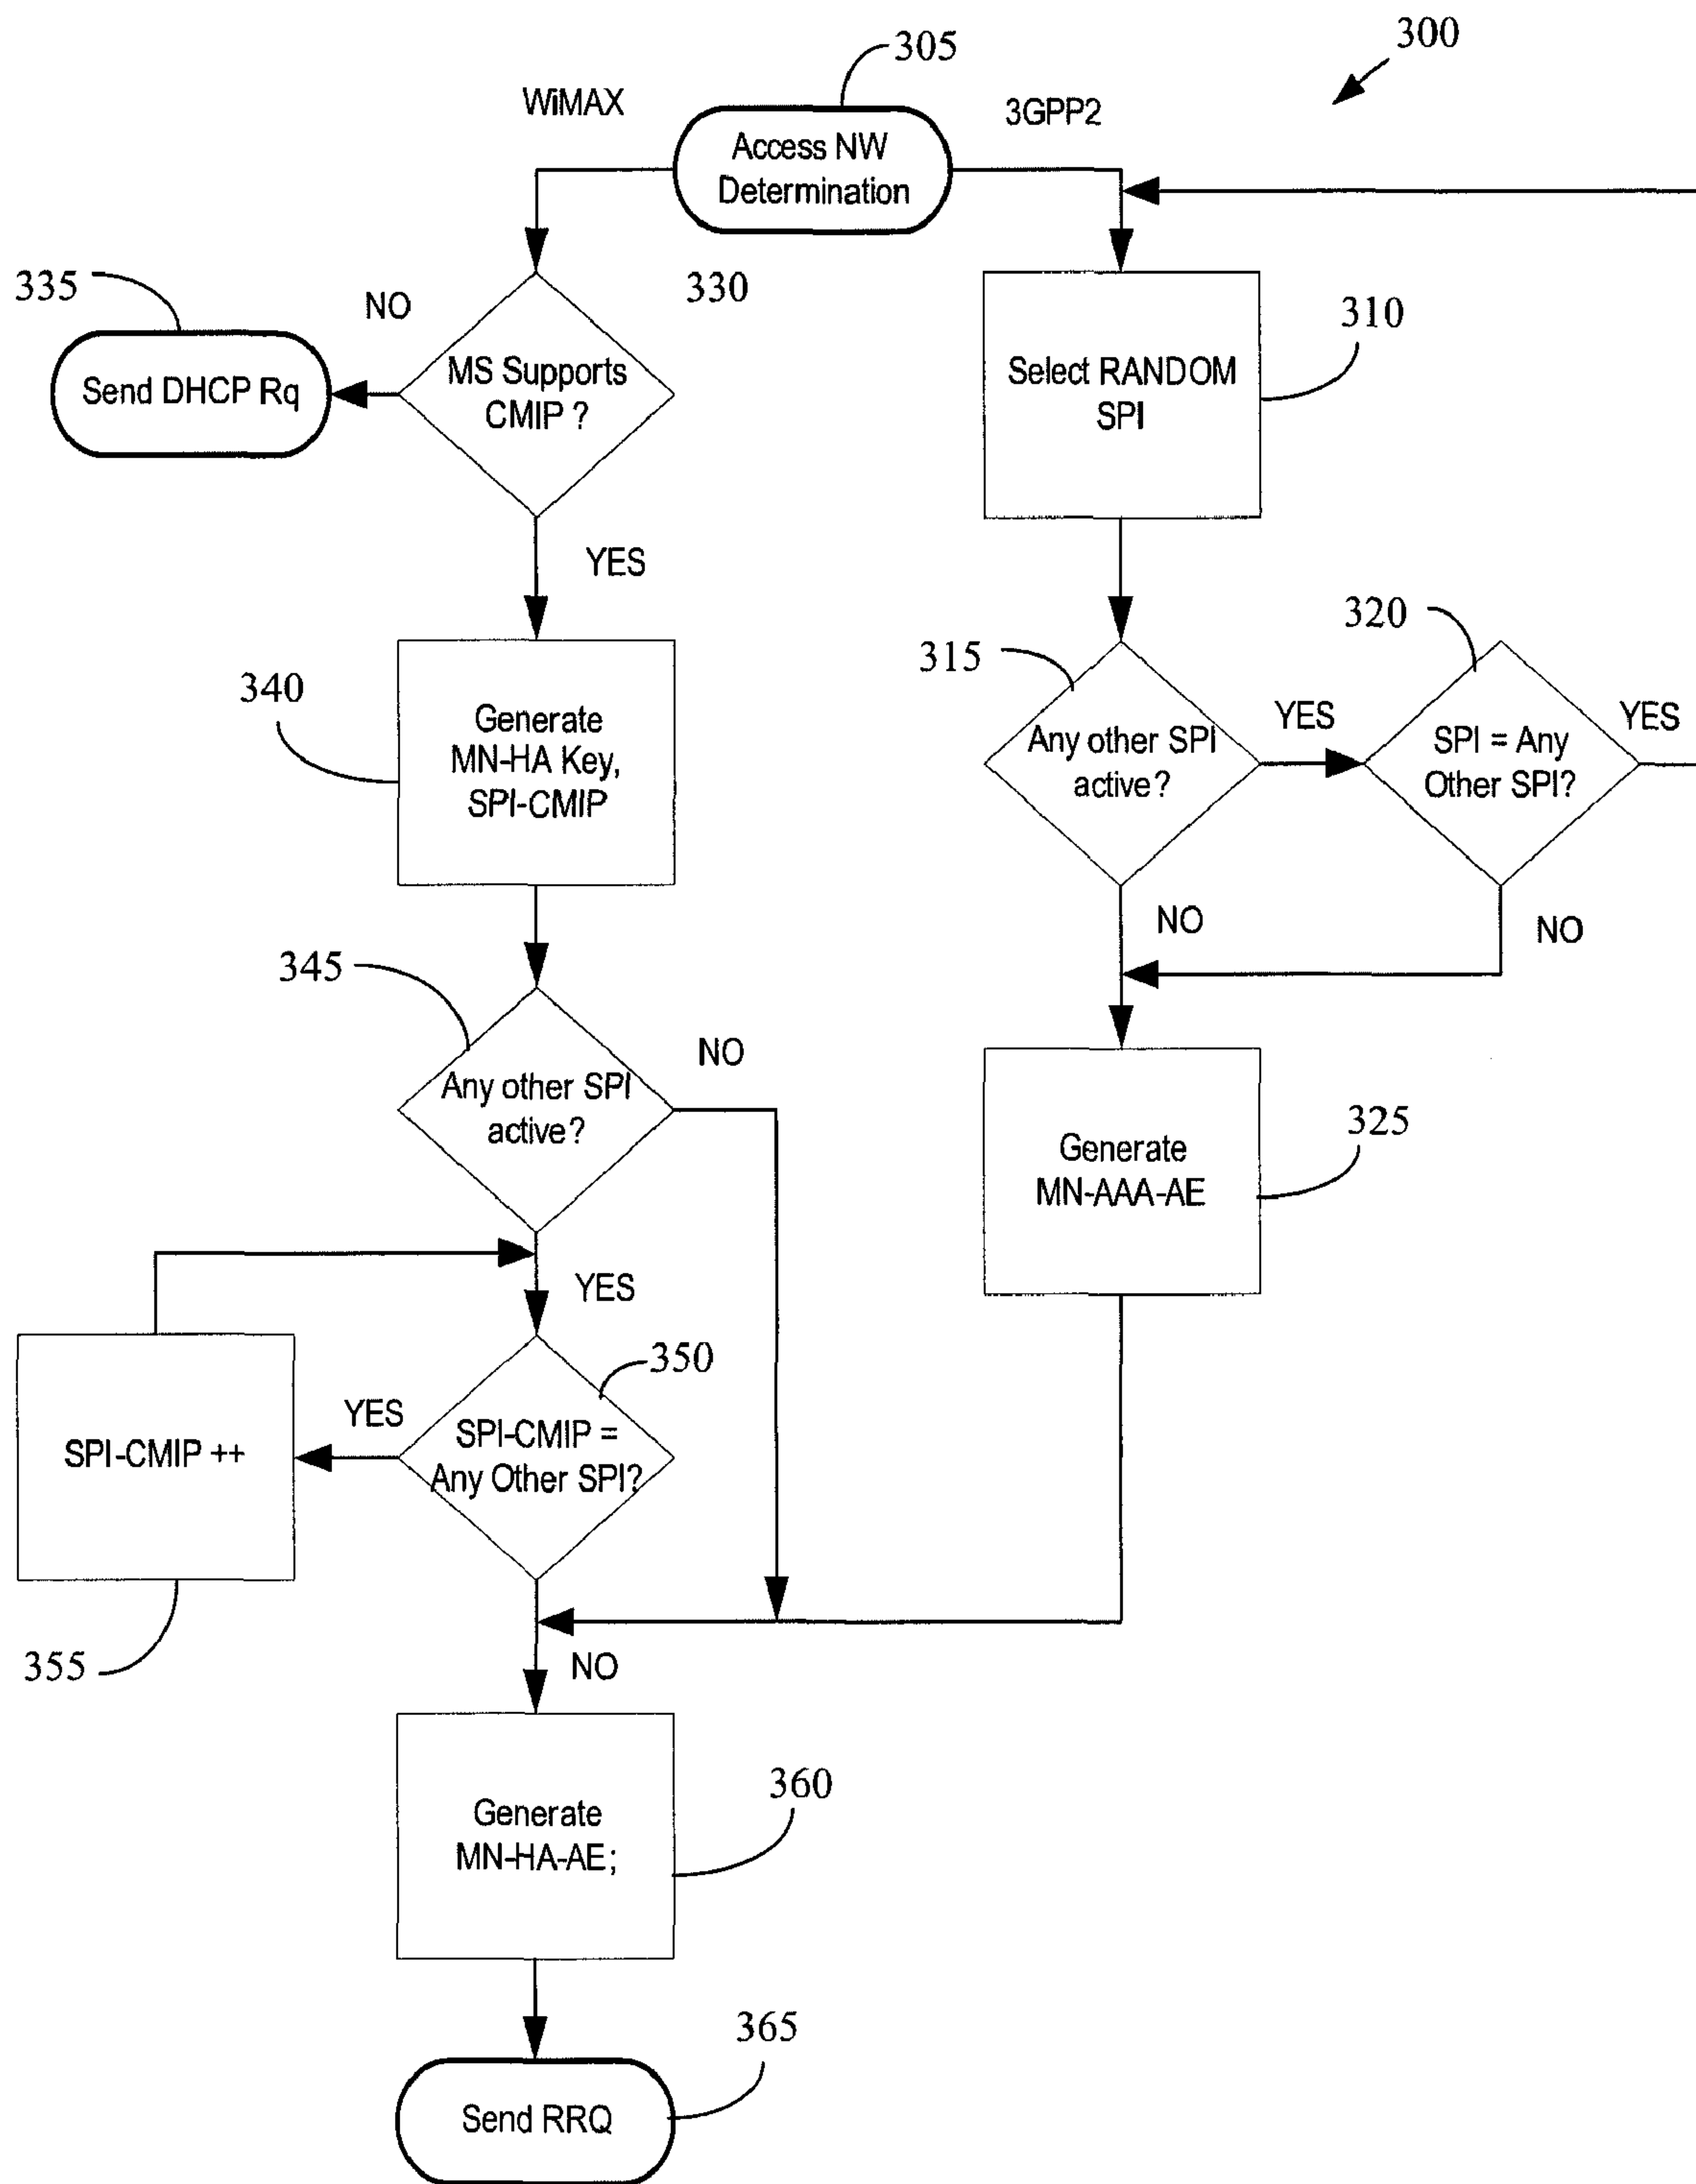 300
305
WiMAX
3GPP2
Access NW
Determination
335
NO
330
310
MS Supports
CMIP ?
Send DHCP Rq
Select RANDOM
SPI
YES
340
Generate
MN-HA Key,
SPI-CMIP
315
320
Any other SPI
active?
YES
SPI = Any
Other SPI?
YES
NO
NO
345
Any other SPI
active?
NO
Generate
MN-AAA-AE
325
YES
350
SPI-CMIP =
Any Other SPI?
YES
SPI-CMIP ++
355
NO
Generate
MN-HA-AE;
360
365
Send RRQ